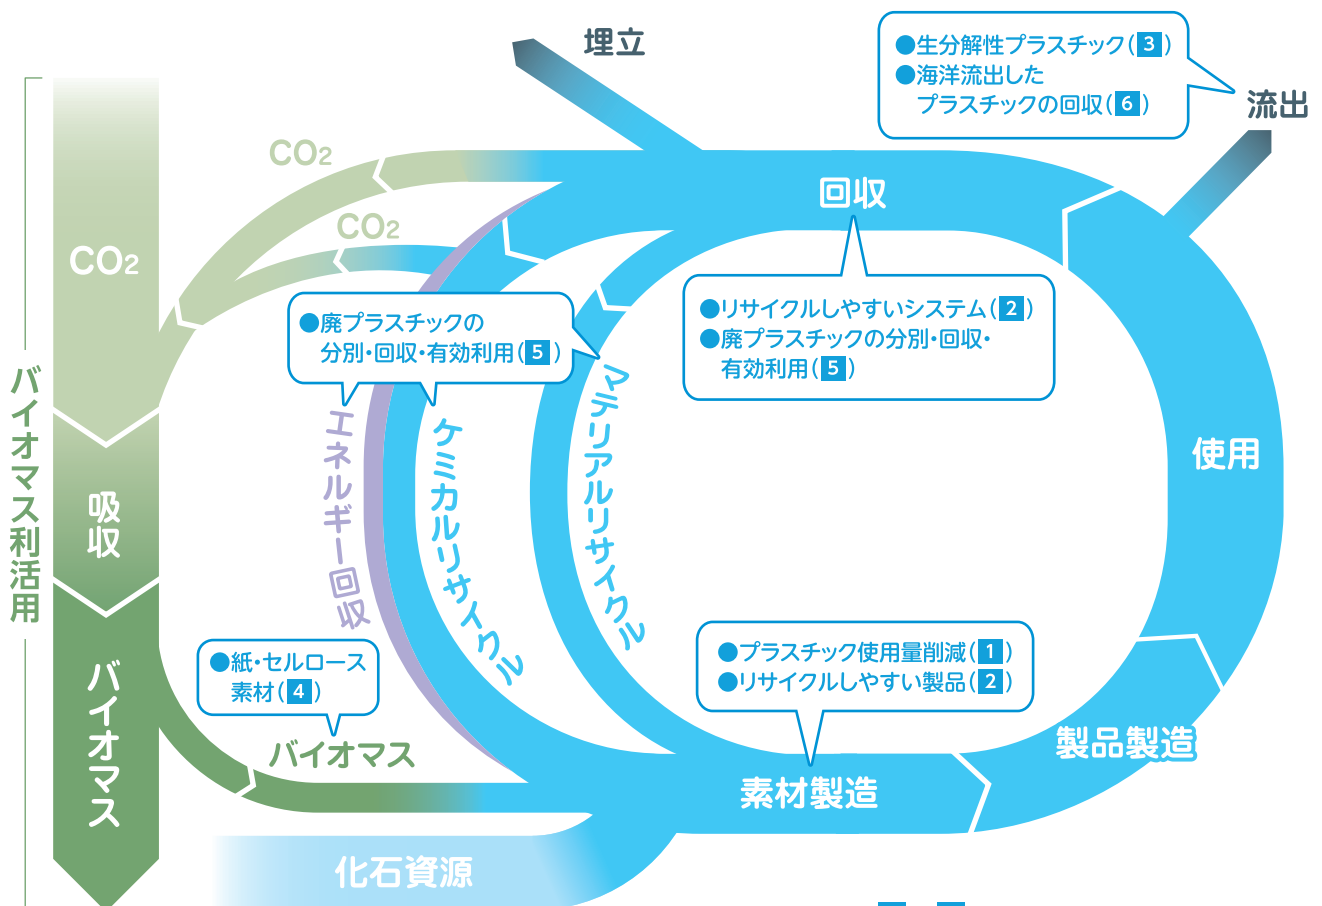 埋立
●生分解性プラスチック(3)
●海洋流出した
プラスチックの回収(6)
流出
CO2
CO2
CO2
回収
●リサイクルしやすいシステム(2)
●廃プラスチックの分別・回収・
有効利用(5)
●廃プラスチックの
分別・回収・有効利用(5)
バイオマス利活用
エネルギー回収
ケミカルリサイクル
マテリアルリサイクル
使用
吸収
●紙・セルロース
素材(4)
●プラスチック使用量削減(1)
●リサイクルしやすい製品(2)
バイオマス
バイオマス
製品製造
素材製造
化石資源